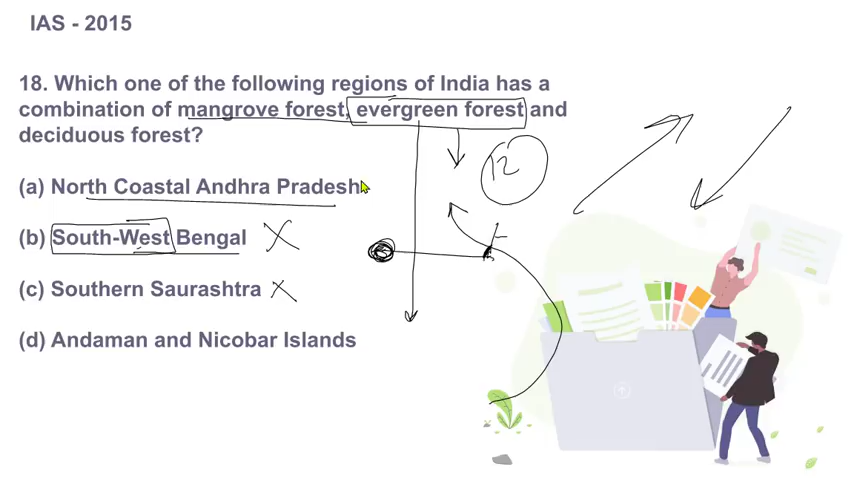 IAS - 2015
18. Which one of the following regions of India has a
combination of mangrove forest, evergreen forest and
deciduous forest?
12
(a) North Coastal Andhra Pradesh
(b) South-West Bengal
(c) Southern Saurashtra
(d) Andaman and Nicobar Islands